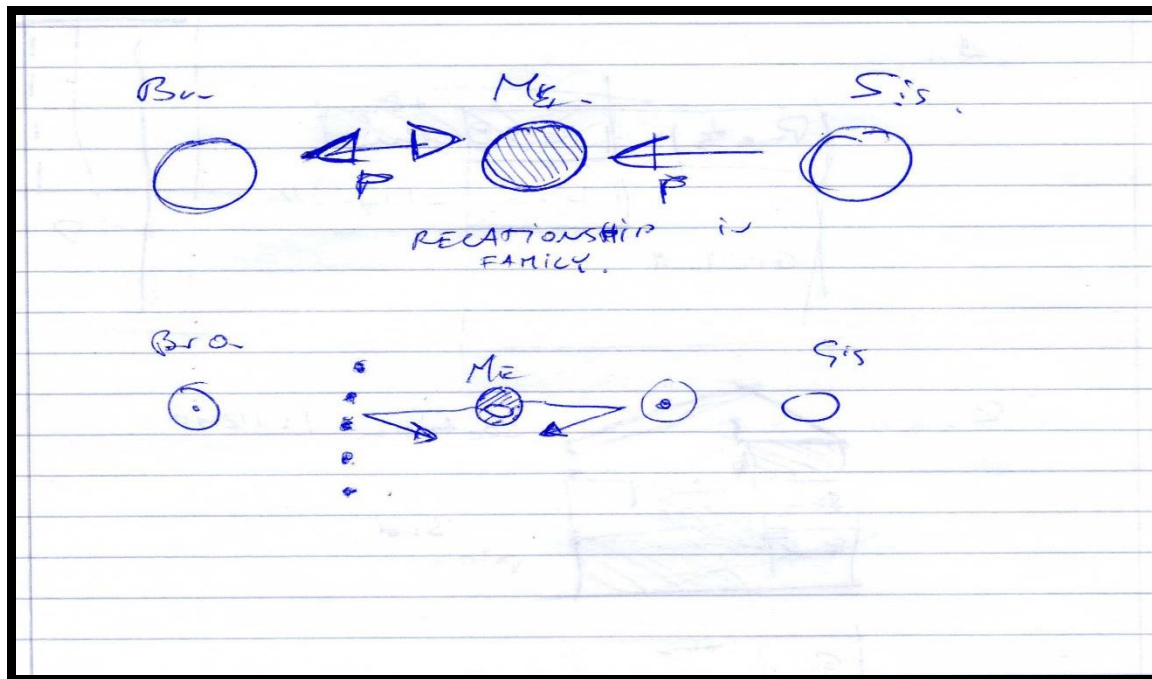 Bro Me. Sis.
P P
RELATIONSHIP in
FAMILY.
Bro Me Sis